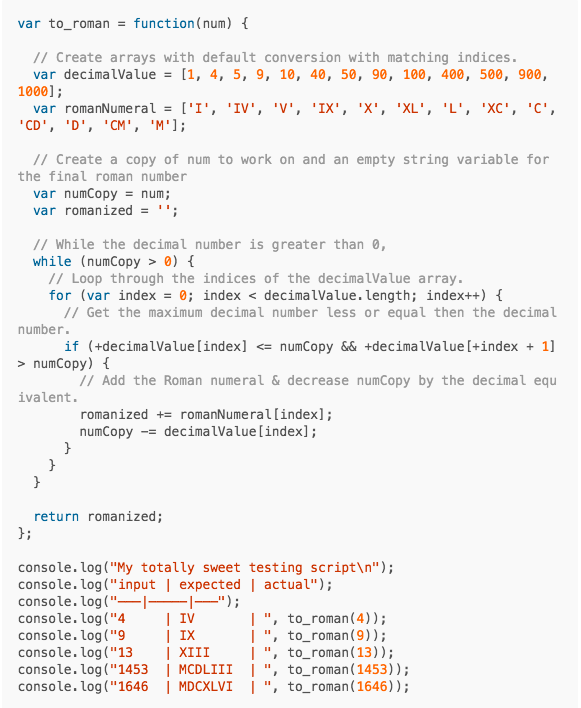 var to_roman = function(num) {
  // Create arrays with default conversion with matching indices.
  var decimalValue = [1, 4, 5, 9, 10, 40, 50, 90, 100, 400, 500, 900,
1000];
  var romanNumeral = ['I', 'IV', 'V', 'IX', 'X', 'XL', 'L', 'XC', 'C',
'CD', 'D', 'CM', 'M'];
  // Create a copy of num to work on and an empty string variable for
the final roman number
  var numCopy = num;
  var romanized = '';
  // While the decimal number is greater than 0,
  while (numCopy > 0) {
    // Loop through the indices of the decimalValue array.
    for (var index = 0; index < decimalValue.length; index++) {
      // Get the maximum decimal number less or equal then the decimal
number.
      if (+decimalValue[index] <= numCopy && +decimalValue[+index + 1]
> numCopy) {
        // Add the Roman numeral & decrease numCopy by the decimal equ
ivalent.
        romanized += romanNumeral[index];
        numCopy -= decimalValue[index];
      }
    }
  }
  return romanized;
};
console.log("My totally sweet testing script\n");
console.log("input | expected | actual");
console.log("———|—————|———");
console.log("4     | IV       | ", to_roman(4));
console.log("9     | IX       | ", to_roman(9));
console.log("13    | XIII     | ", to_roman(13));
console.log("1453  | MCDLIII  | ", to_roman(1453));
console.log("1646  | MDCXLVI  | ", to_roman(1646));